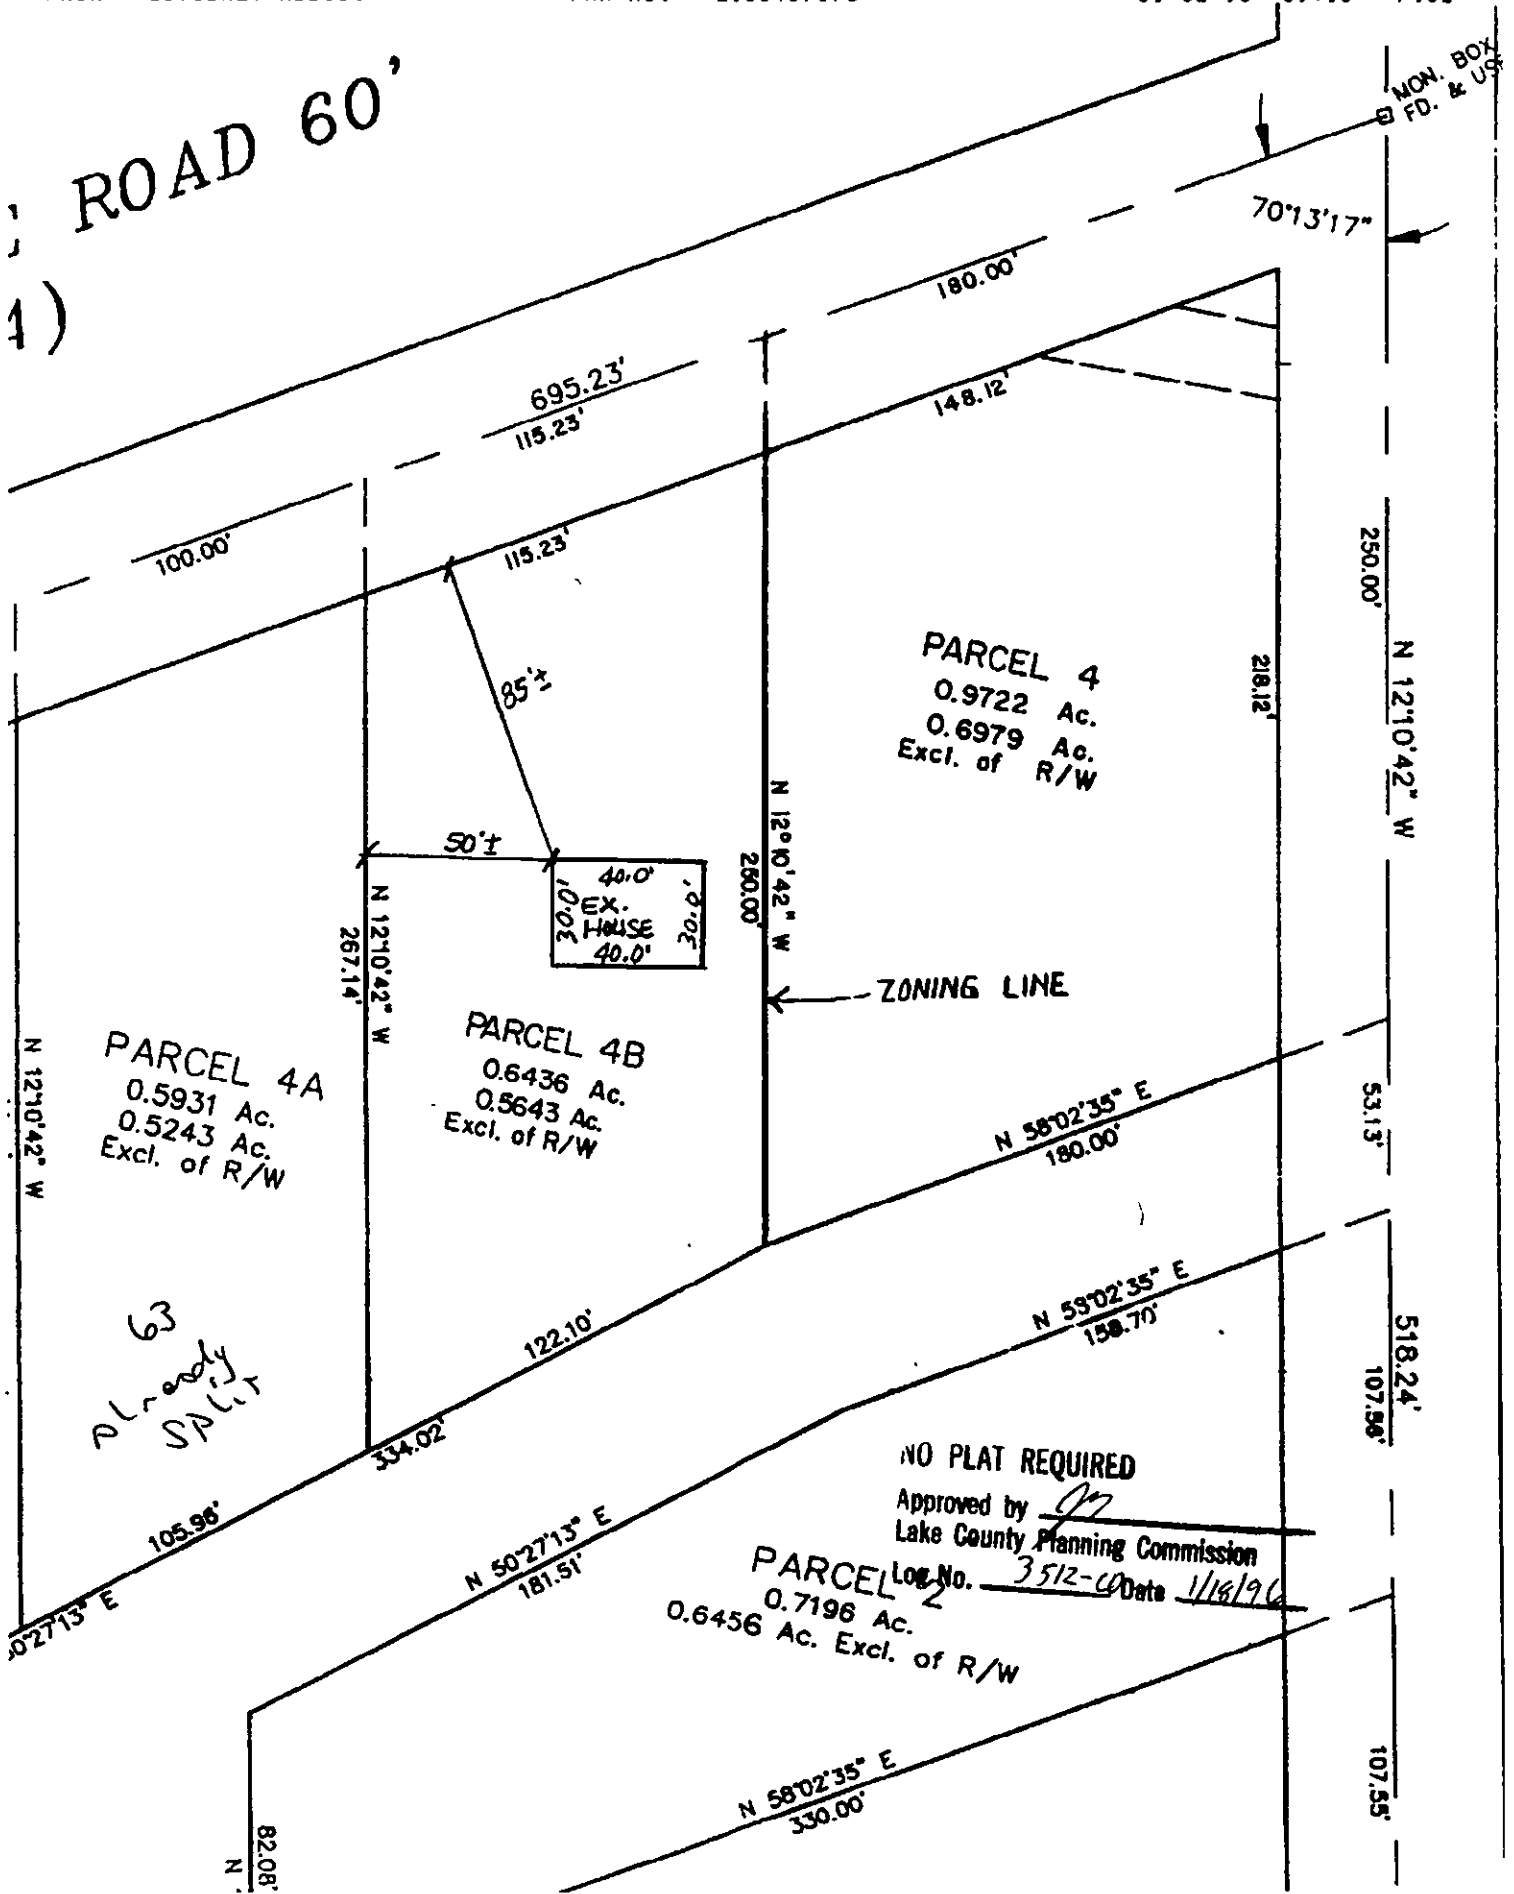 ROAD 60'
MON. BOX
FD. &
70°13'17"
180.00'
695.23'
115.23'
148.12'
100.00'
115.23'
85'±
250.00'
N 12°10'42" W
218.12'
PARCEL 4
0.9722 Ac.
0.6979 Ac.
Excl. of R/W
50'±
40.0'
30.0'
EX.
HOUSE
30.0'
40.0'
N 12°10'42" W
250.00'
N 12°10'42" W
267.14'
ZONING LINE
PARCEL 4A
0.5931 Ac.
0.5243 Ac.
Excl. of R/W
PARCEL 4B
0.6436 Ac.
0.5643 Ac.
Excl. of R/W
N 12°10'42" W
N 58°02'35" E
180.00'
53.13'
63
already
split
122.10'
N 58°02'35" E
158.70'
518.24'
107.56'
334.02'
105.96'
0°27'13" E
N 50°27'13" E
181.51'
NO PLAT REQUIRED
Approved by
Lake County Planning Commission
Log No. Date 1/18/96
PARCEL 2
0.7196 Ac.
0.6456 Ac. Excl. of R/W
N 58°02'35" E
330.00'
107.55'
82.08'
N